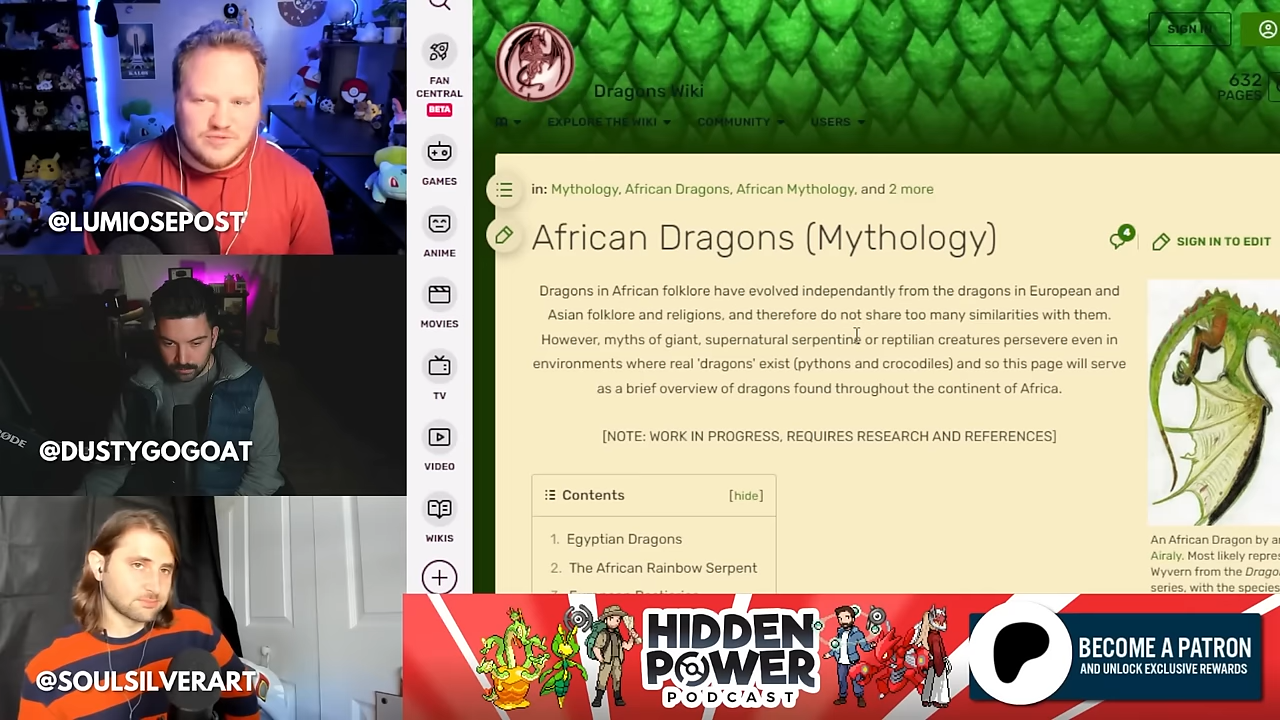 KALOS
@LUMIOSEPOST
RØDE
@DUSTYGOGOAT
@SOULSILVERART
FAN
CENTRAL
BETA
GAMES
ANIME
MOVIES
TV
VIDEO
WIKIS
Dragons Wiki
SIGN IN
632
PAGES
EXPLORE THE WIKI
COMMUNITY
USERS
in: Mythology, African Dragons, African Mythology, and 2 more
African Dragons (Mythology)
4
SIGN IN TO EDIT
Dragons in African folklore have evolved independantly from the dragons in European and
Asian folklore and religions, and therefore do not share too many similarities with them.
However, myths of giant, supernatural serpentine or reptilian creatures persevere even in
environments where real 'dragons' exist (pythons and crocodiles) and so this page will serve
as a brief overview of dragons found throughout the continent of Africa.
[NOTE: WORK IN PROGRESS, REQUIRES RESEARCH AND REFERENCES]
Contents [hide]
1. Egyptian Dragons
2. The African Rainbow Serpent
An African Dragon by
Airaly. Most likely
Wyvern from the
series, with the species
HIDDEN
POWER
PODCAST
BECOME A PATRON
AND UNLOCK EXCLUSIVE REWARDS